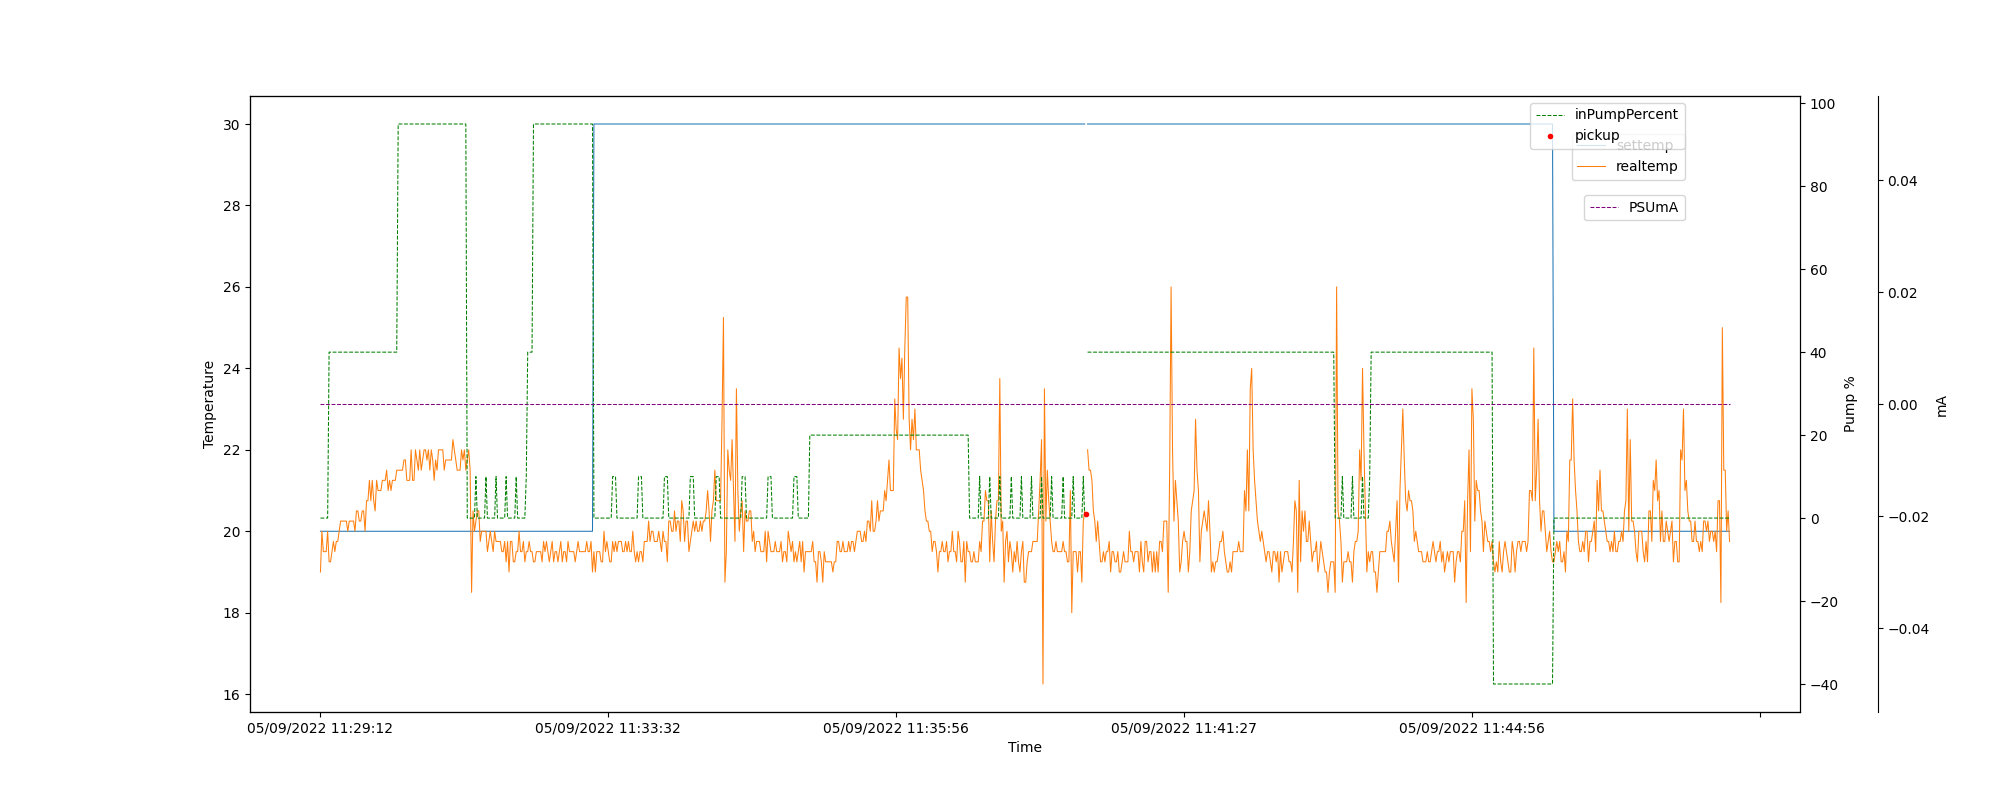 30
28
26
24
22
20
18
16
Temperature
05/09/2022 11:29:12
05/09/2022 11:33:32
05/09/2022 11:35:56
05/09/2022 11:41:27
05/09/2022 11:44:56
Time
inPumpPercent
pickup
settemp
realtemp
PSUmA
100
80
60
40
20
0
−20
−40
Pump %
0.04
0.02
0.00
−0.02
−0.04
mA